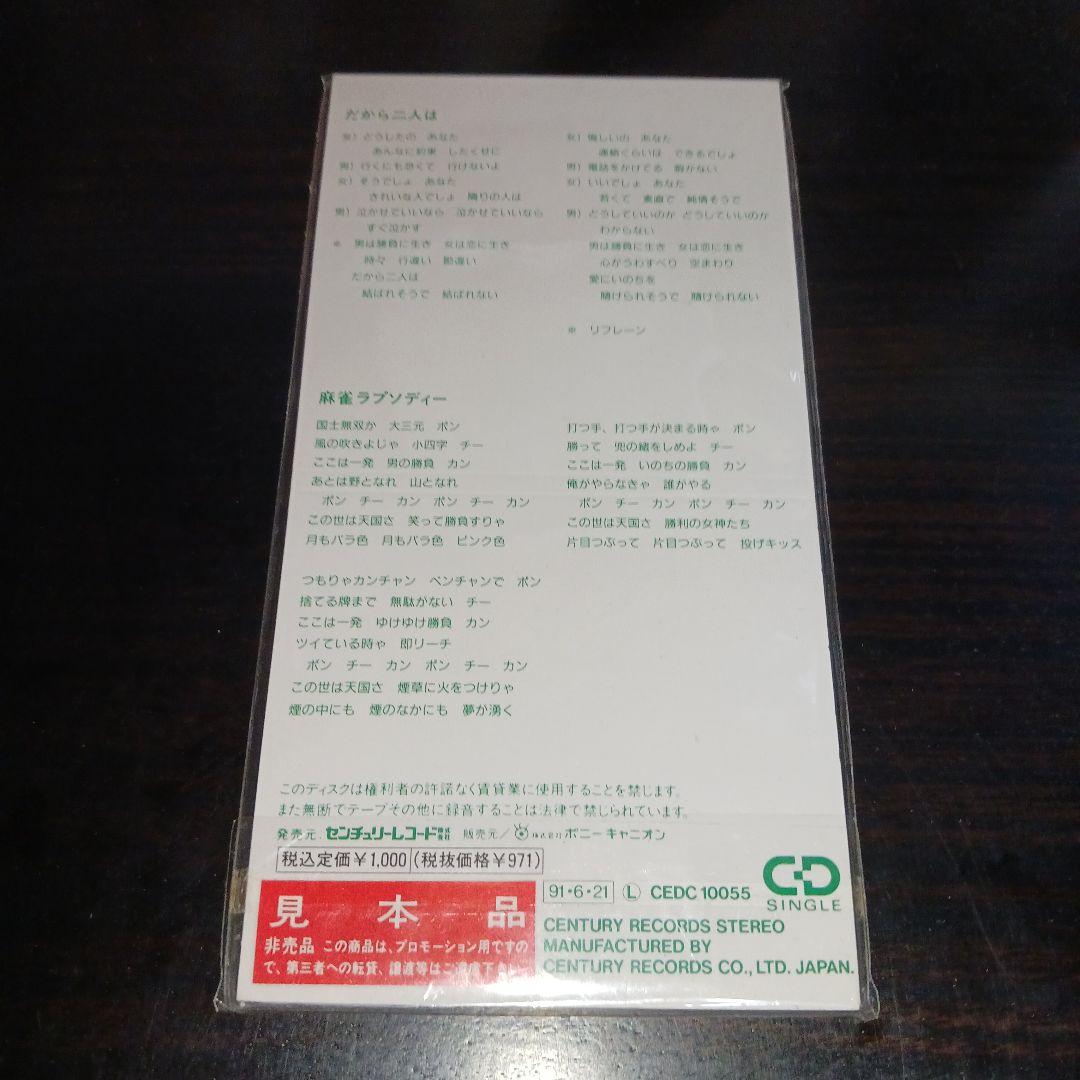 だから二人は
女）どうしたの　あなた
あんなに約束　したくせに
男）行くにも恐くて　行けないよ
女）そうでしょ　あなた
きれいな人でしょ　隣りの人は
男）泣かせていいなら　泣かせていいなら
すぐ泣かす
※　男は勝負に生き　女は恋に生き
時々　行違い　勘違い
だから二人は
結ばれそうで　結ばれない
女）悔しいの　あなた
連絡ぐらいは　できるでしょ
男）電話をかけてる　暇がない
女）いいでしょ　あなた
若くて　素直で　純情そうで
男）どうしていいのか　どうしていいのか
わからない
男は勝負に生き　女は恋に生き
心がうわすべり　空まわり
愛にいのちを
賭けられそうで　賭けられない
※　リフレーン
麻雀ラプソディー
国士無双か　大三元　ポン
風の吹きよじゃ　小四字　チー
ここは一発　男の勝負　カン
あとは野となれ　山となれ
ポン　チー　カン　ポン　チー　カン
この世は天国さ　笑って勝負すりゃ
月もバラ色　月もバラ色　ピンク色
打つ手、打つ手が決まる時ゃ　ポン
勝って　兜の緒をしめよ　チー
ここは一発　いのちの勝負　カン
俺がやらなきゃ　誰がやる
ポン　チー　カン　ポン　チー　カン
この世は天国さ　勝利の女神たち
片目つぶって　片目つぶって　投げキッス
つもりゃカンチャン　ペンチャンで　ポン
捨てる牌まで　無駄がない　チー
ここは一発　ゆけゆけ勝負　カン
ツイている時ゃ　即リーチ
ポン　チー　カン　ポン　チー　カン
この世は天国さ　煙草に火をつけりゃ
煙の中にも　煙のなかにも　夢が湧く
このディスクは権利者の許諾なく賃貸業に使用することを禁じます。
また無断でテープその他に録音することは法律で禁じられています。
発売元：センチュリーレコード株式会社　販売元／株式会社ポニーキャニオン
税込定価￥1,000（税抜価格￥971）
91・6・21　Ⓛ　CEDC 10055
CD
SINGLE
見本品
非売品　この商品は、プロモーション用ですの
で、第三者への転貸、譲渡等はご遠慮下
CENTURY RECORDS STEREO
MANUFACTURED BY
CENTURY RECORDS CO., LTD. JAPAN.